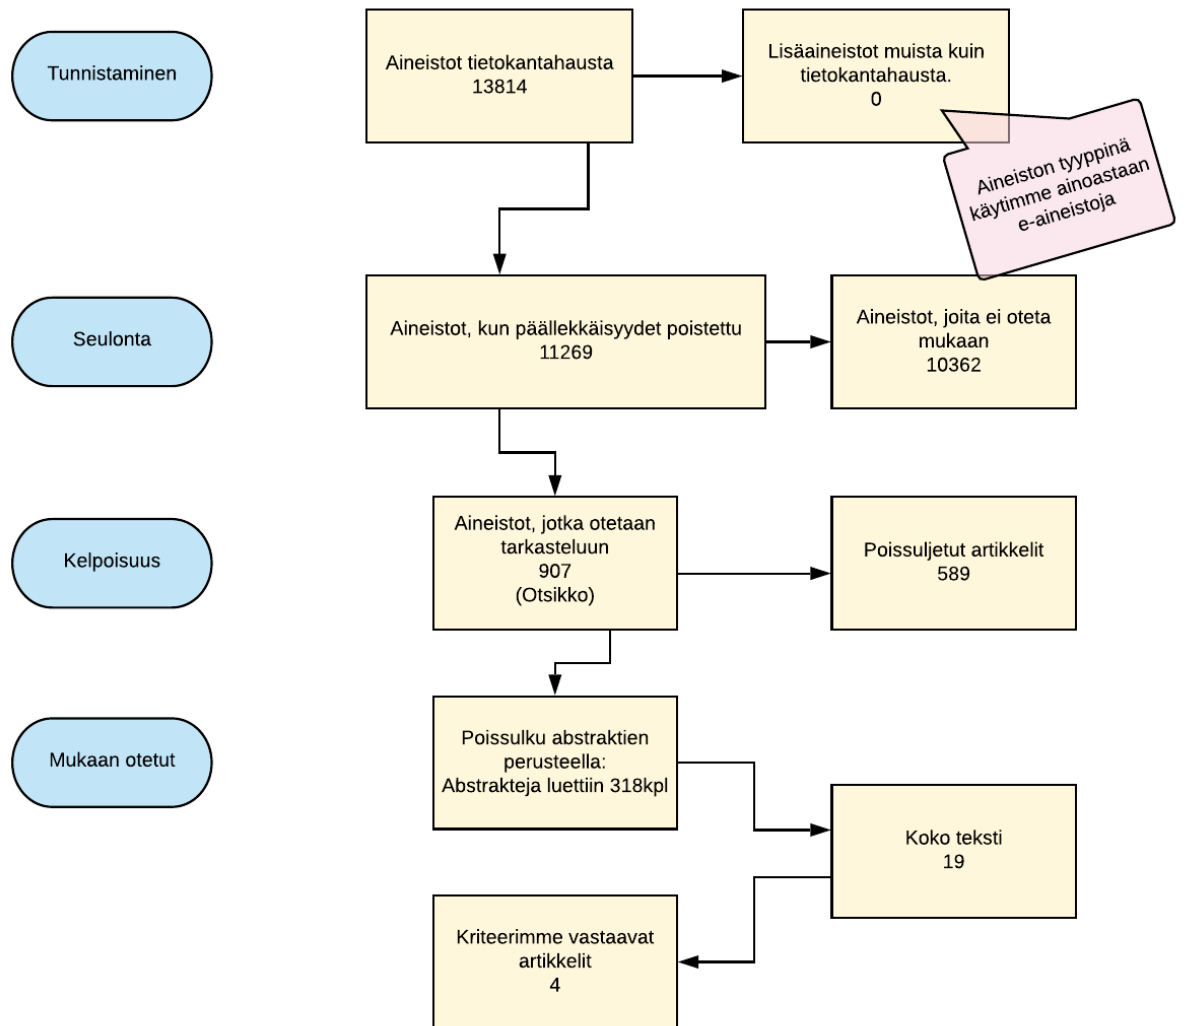 Tunnistaminen
Aineistot tietokantahausta
13814
Lisäaineistot muista kuin
tietokantahausta.
0
Aineiston tyyppinä
käytimme ainoastaan
e-aineistoja
Seulonta
Aineistot, kun päällekkäisyydet poistettu
11269
Aineistot, joita ei oteta
mukaan
10362
Kelpoisuus
Aineistot, jotka otetaan
tarkasteluun
907
(Otsikko)
Poissuljetut artikkelit
589
Mukaan otetut
Poissulku abstraktien
perusteella:
Abstrakteja luettiin 318kpl
Koko teksti
19
Kriteerimme vastaavat
artikkelit
4